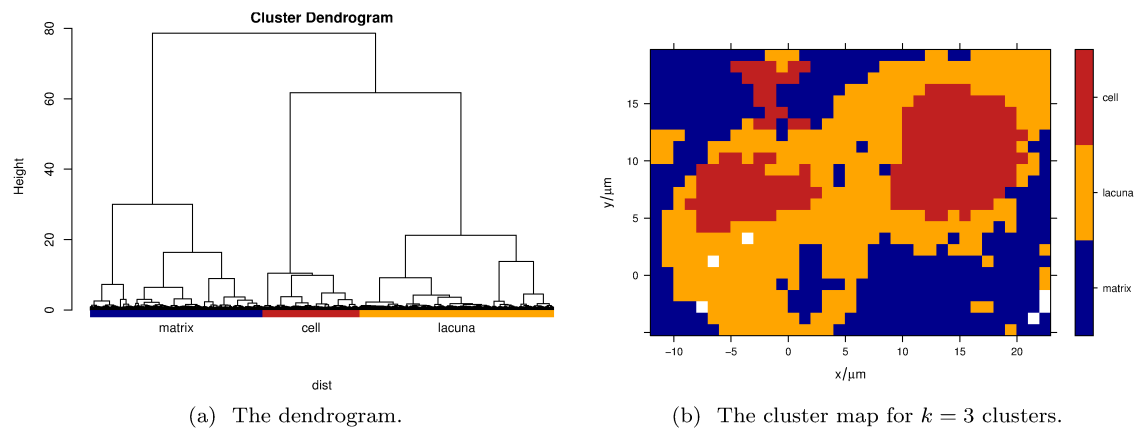 Cluster Dendrogram
80
60
40
20
0
Height
matrix
cell
lacuna
dist
(a) The dendrogram.
15
10
5
0
y/μm
−10
−5
0
5
10
15
20
x/μm
cell
lacuna
matrix
(b) The cluster map for k = 3 clusters.